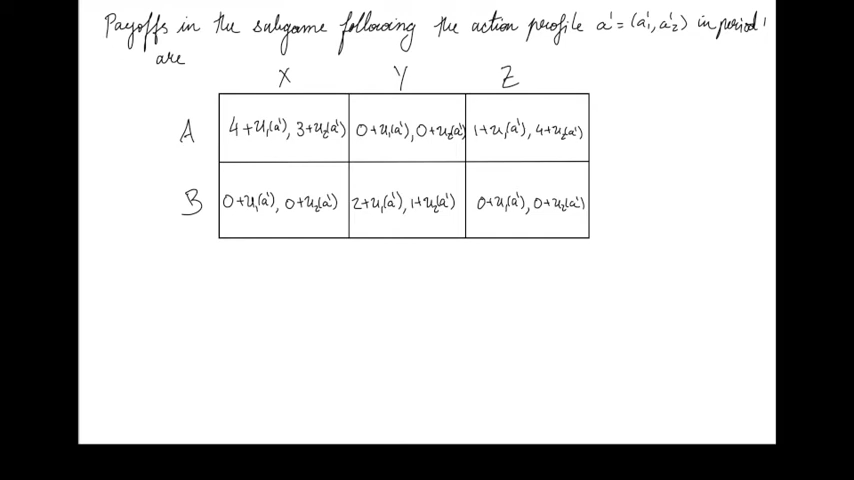 Payoffs in the subgame following the action profile a¹ = (a¹₁, a¹₂) in period 1
are
X Y Z
A 4+u₁(a¹), 3+u₂(a¹) 0+u₁(a¹), 0+u₂(a¹) 1+u₁(a¹), 4+u₂(a¹)
B 0+u₁(a¹), 0+u₂(a¹) 2+u₁(a¹), 1+u₂(a¹) 0+u₁(a¹), 0+u₂(a¹)